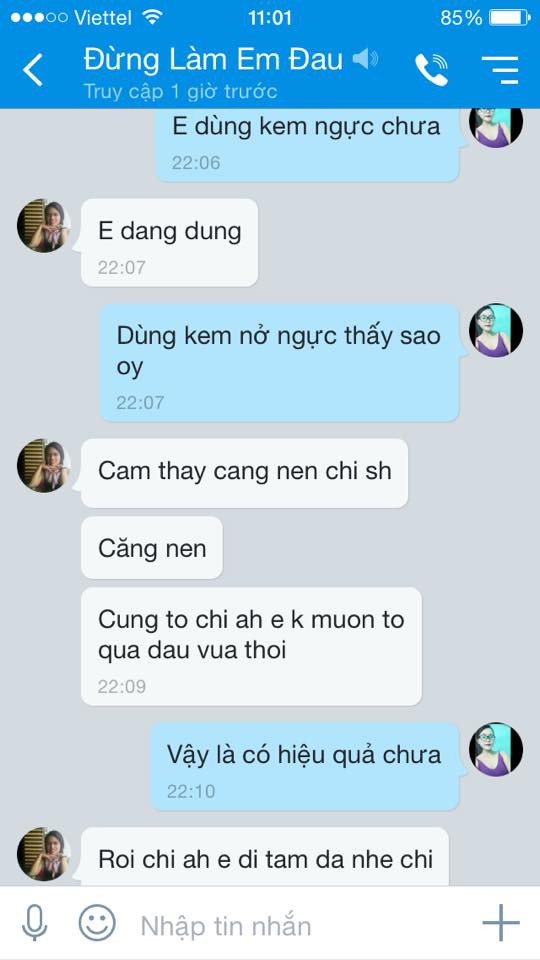 Viettel 11:01 85%
Đừng Làm Em Đau
Truy cập 1 giờ trước
E dùng kem ngực chưa
22:06
E dang dung
22:07
Dùng kem nở ngực thấy sao
oy
22:07
Cam thay cang nen chi sh
Căng nen
Cung to chi ah e k muon to
qua dau vua thoi
22:09
Vậy là có hiệu quả chưa
22:10
Roi chi ah e di tam da nhe chi
Nhập tin nhắn